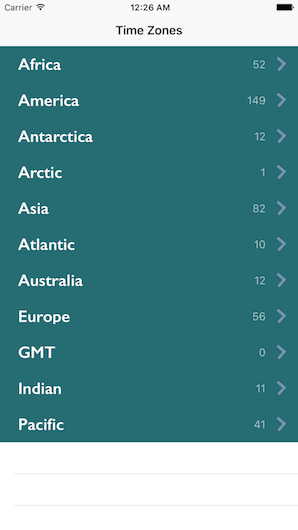 Carrier 12:26 AM
Time Zones
Africa 52
America 149
Antarctica 12
Arctic 1
Asia 82
Atlantic 10
Australia 12
Europe 56
GMT 0
Indian 11
Pacific 41